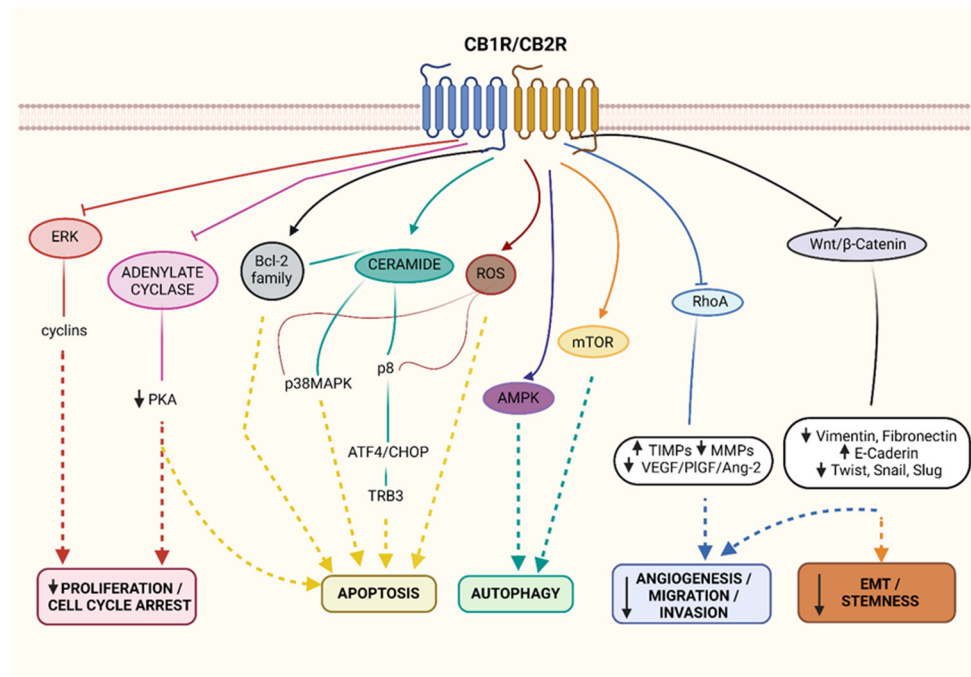 CB1R/CB2R
ERK
ADENYLATE
CYCLASE
Bcl-2
family
CERAMIDE
ROS
Wnt/β-Catenin
RhoA
cyclins
mTOR
p38MAPK
p8
AMPK
PKA
ATF4/CHOP
TRB3
TIMPs MMPs
VEGF/PlGF/Ang-2
Vimentin, Fibronectin
E-Caderin
Twist, Snail, Slug
PROLIFERATION /
CELL CYCLE ARREST
APOPTOSIS
AUTOPHAGY
ANGIOGENESIS /
MIGRATION /
INVASION
EMT /
STEMNESS